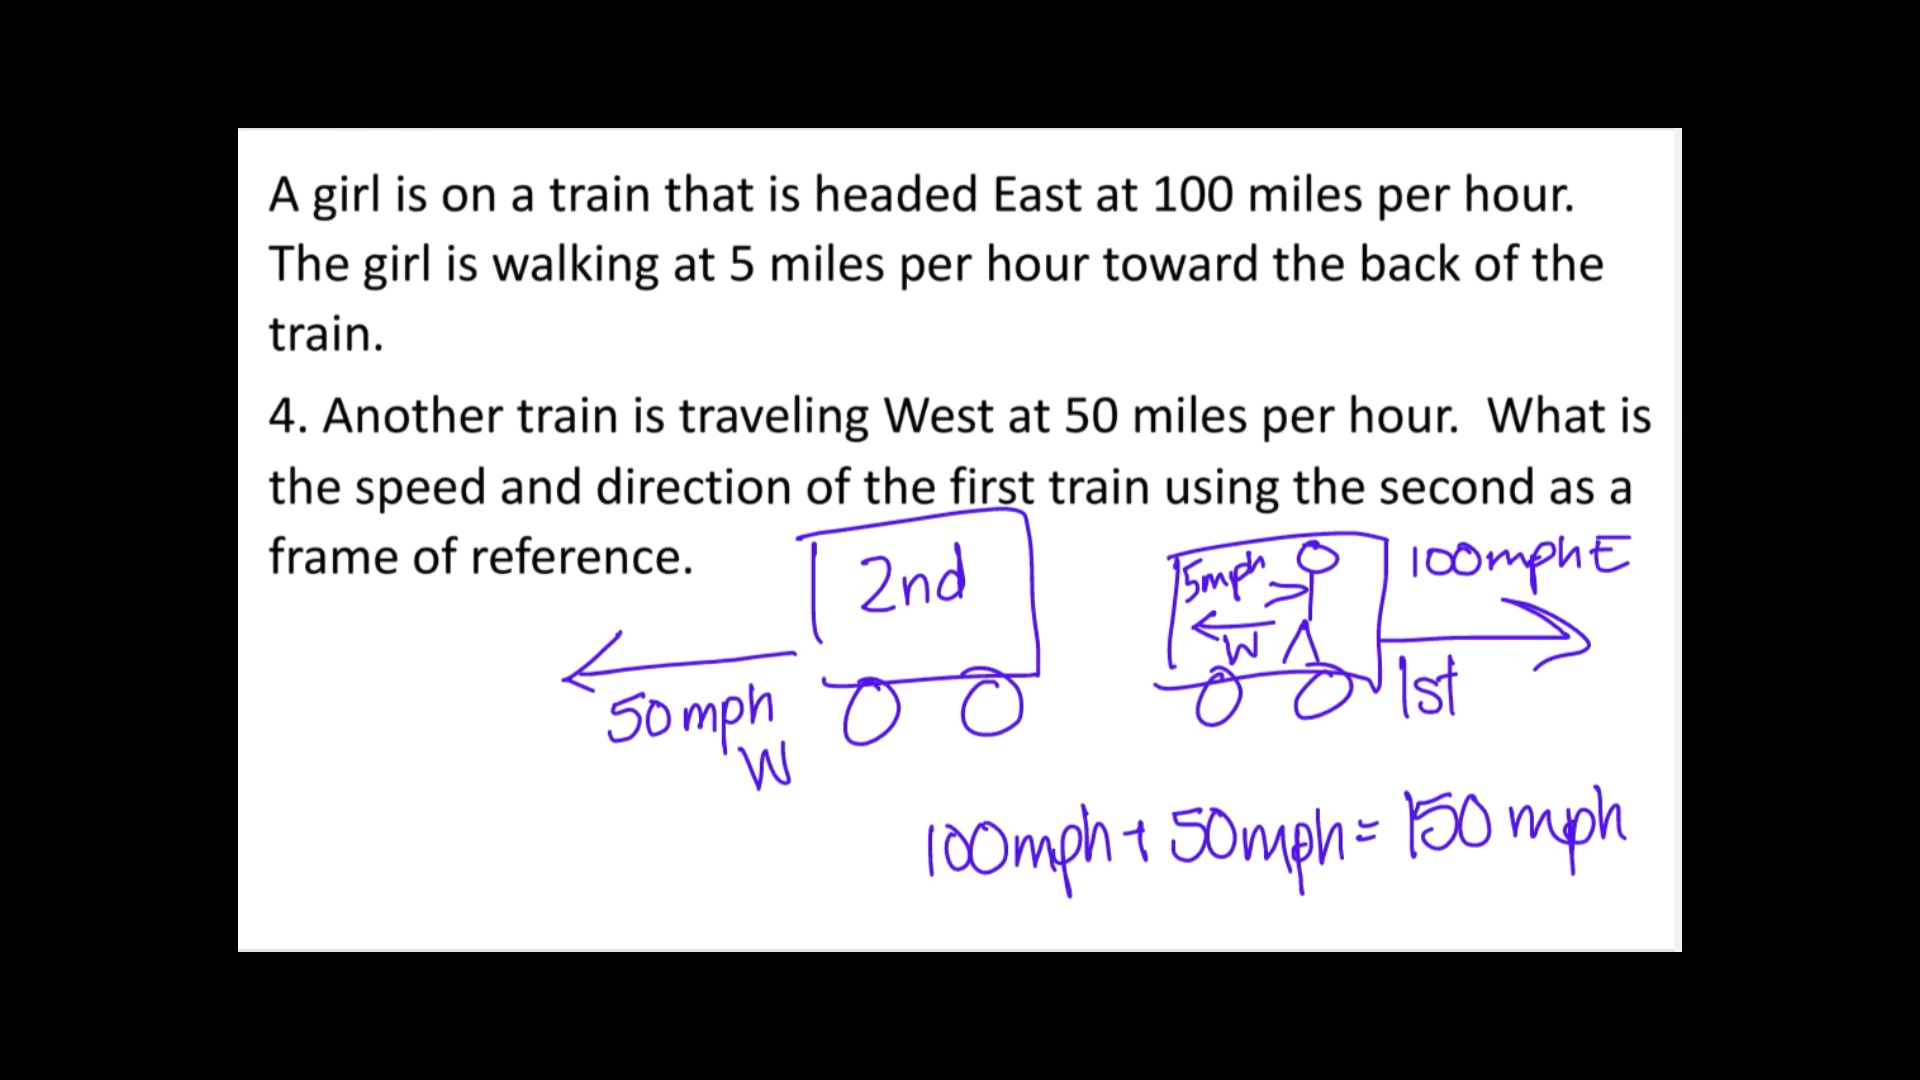 A girl is on a train that is headed East at 100 miles per hour.
The girl is walking at 5 miles per hour toward the back of the
train.
4. Another train is traveling West at 50 miles per hour.  What is
the speed and direction of the first train using the second as a
frame of reference.
2nd
5mph
100mph E
W
1st
50mph
W
100mph + 50mph = 150 mph